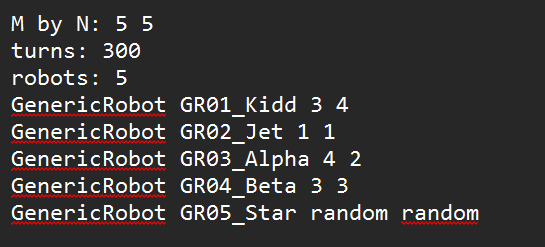 M by N: 5 5
turns: 300
robots: 5
GenericRobot GR01_Kidd 3 4
GenericRobot GR02_Jet 1 1
GenericRobot GR03_Alpha 4 2
GenericRobot GR04_Beta 3 3
GenericRobot GR05_Star random random